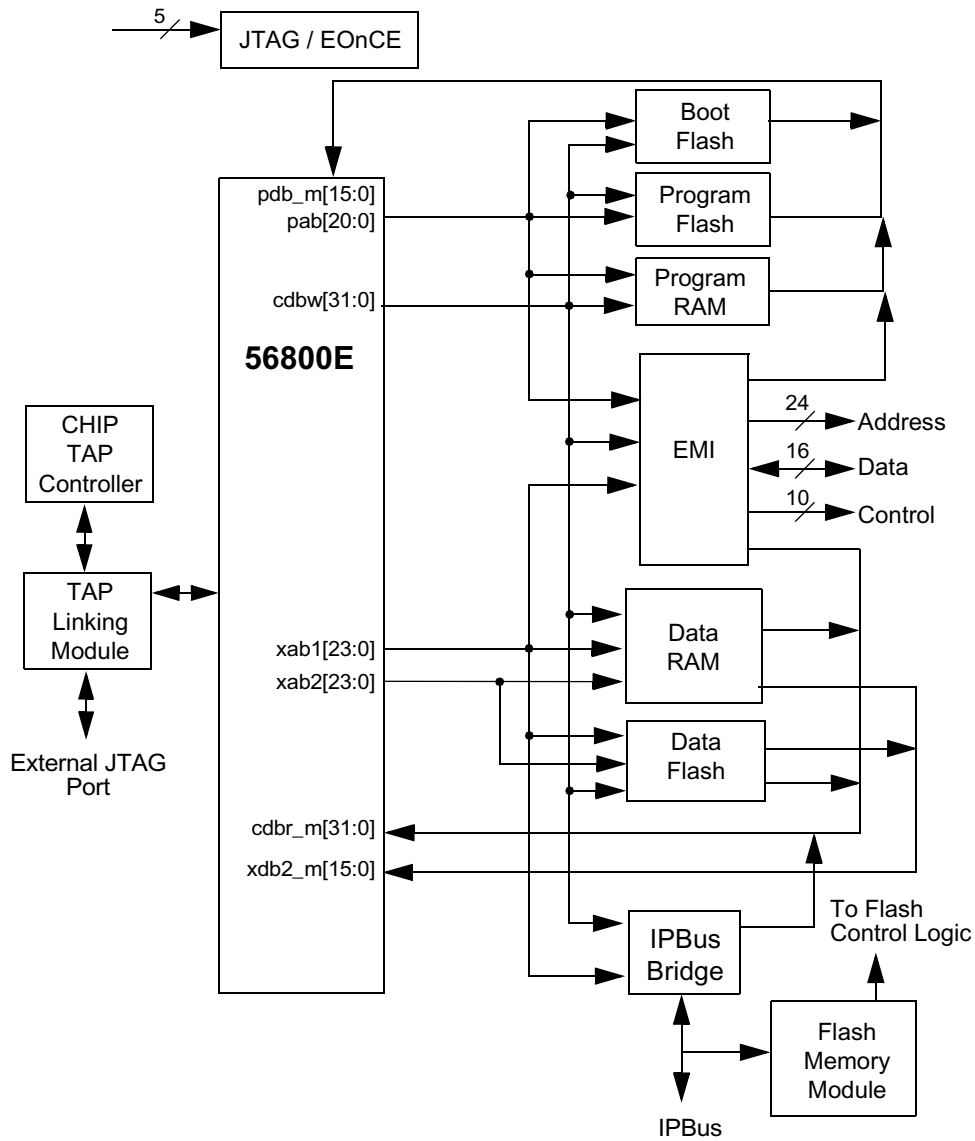 5
JTAG / EOnCE
Boot
Flash
pdb_m[15:0]
pab[20:0]
Program
Flash
cdbw[31:0]
Program
RAM
56800E
EMI
24
Address
16
Data
10
Control
CHIP
TAP
Controller
TAP
Linking
Module
External JTAG
Port
xab1[23:0]
xab2[23:0]
Data
RAM
Data
Flash
cdbr_m[31:0]
xdb2_m[15:0]
IPBus
Bridge
To Flash
Control Logic
Flash
Memory
Module
IPBus